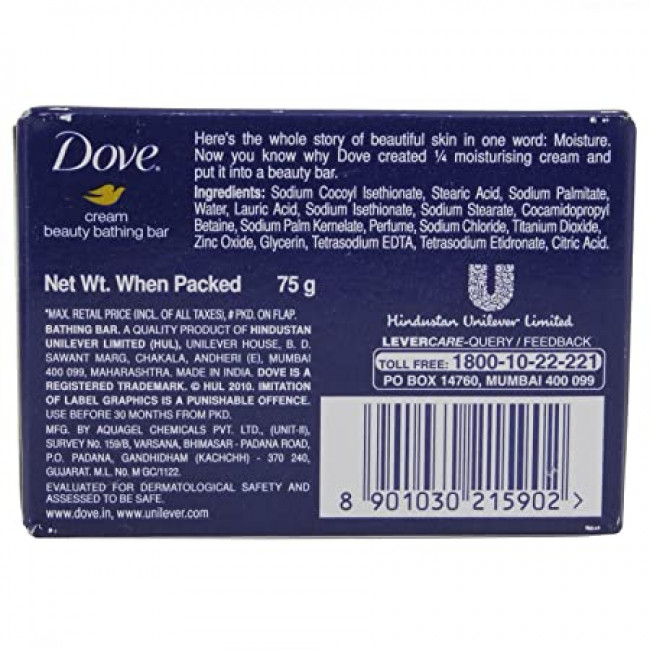 Dove
cream
beauty bathing bar
Here's the whole story of beautiful skin in one word: Moisture.
Now you know why Dove created ¼ moisturising cream and
put it into a beauty bar.
Ingredients: Sodium Cocoyl Isethionate, Stearic Acid, Sodium Palmitate,
Water, Lauric Acid, Sodium Isethionate, Sodium Stearate, Cocamidopropyl
Betaine, Sodium Palm Kernelate, Perfume, Sodium Chloride, Titanium Dioxide,
Zinc Oxide, Glycerin, Tetrasodium EDTA, Tetrasodium Etidronate, Citric Acid.
Net Wt. When Packed 75 g
*MAX. RETAIL PRICE (INCL. OF ALL TAXES), # PKD. ON FLAP.
BATHING BAR. A QUALITY PRODUCT OF HINDUSTAN
UNILEVER LIMITED (HUL), UNILEVER HOUSE, B. D.
SAWANT MARG, CHAKALA, ANDHERI (E), MUMBAI
400 099, MAHARASHTRA. MADE IN INDIA. DOVE IS A
REGISTERED TRADEMARK. © HUL 2010. IMITATION
OF LABEL GRAPHICS IS A PUNISHABLE OFFENCE.
USE BEFORE 30 MONTHS FROM PKD.
MFG. BY AQUAGEL CHEMICALS PVT. LTD., (UNIT-II),
SURVEY No. 159/B, VARSANA, BHIMASAR - PADANA ROAD,
P.O. PADANA, GANDHIDHAM (KACHCHH) - 370 240,
GUJARAT. M.L. No. M GC/1122.
EVALUATED FOR DERMATOLOGICAL SAFETY AND
ASSESSED TO BE SAFE.
www.dove.in, www.unilever.com
Hindustan Unilever Limited
LEVERCARE-QUERY / FEEDBACK
TOLL FREE: 1800-10-22-221
PO BOX 14760, MUMBAI 400 099
8 901030 215902 >